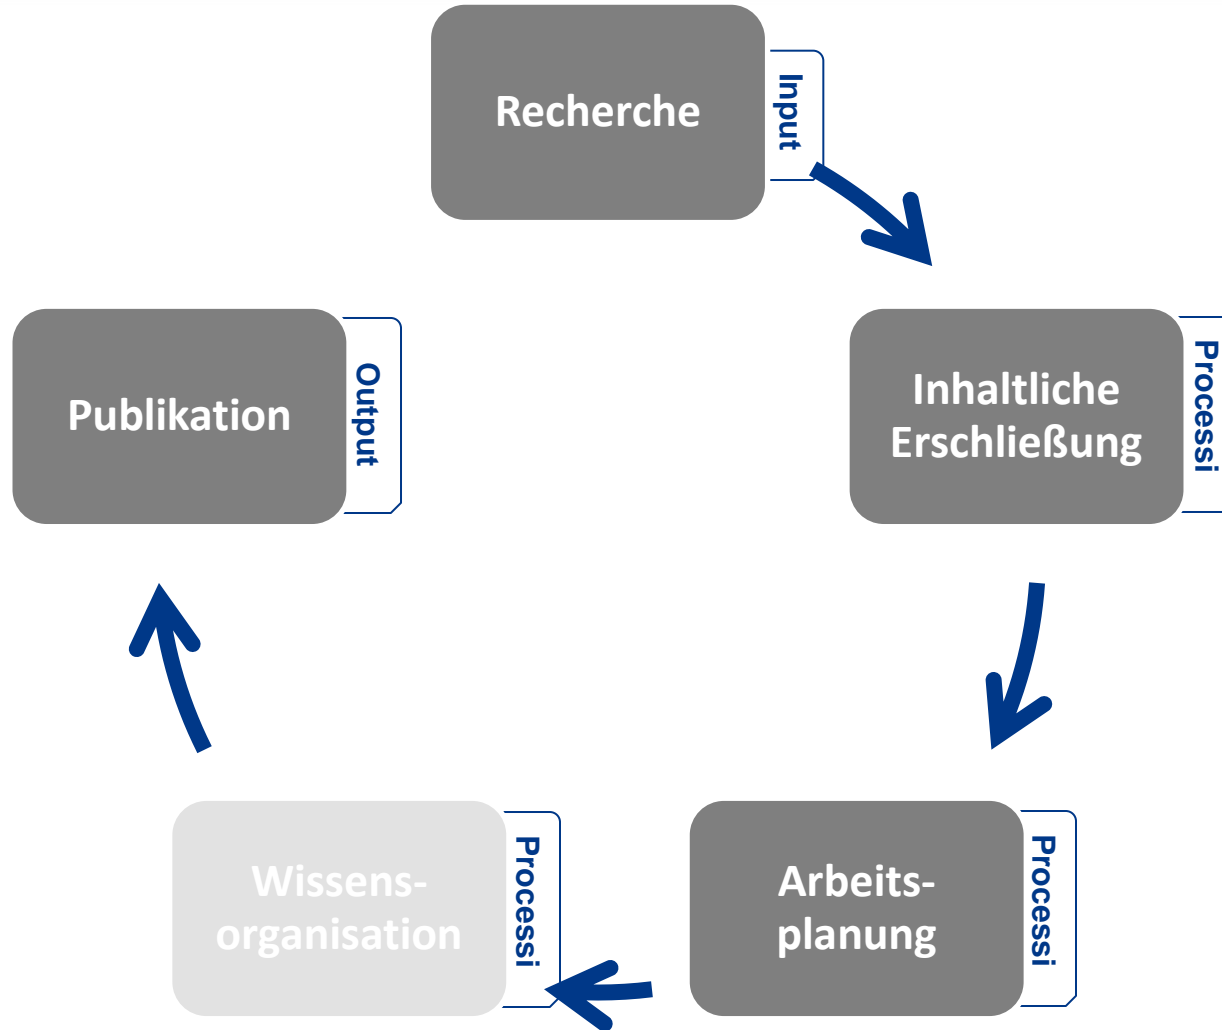 Recherche
Input
Inhaltliche
Erschließung
Processi
Arbeits-
planung
Processi
Wissens-
organisation
Processi
Publikation
Output